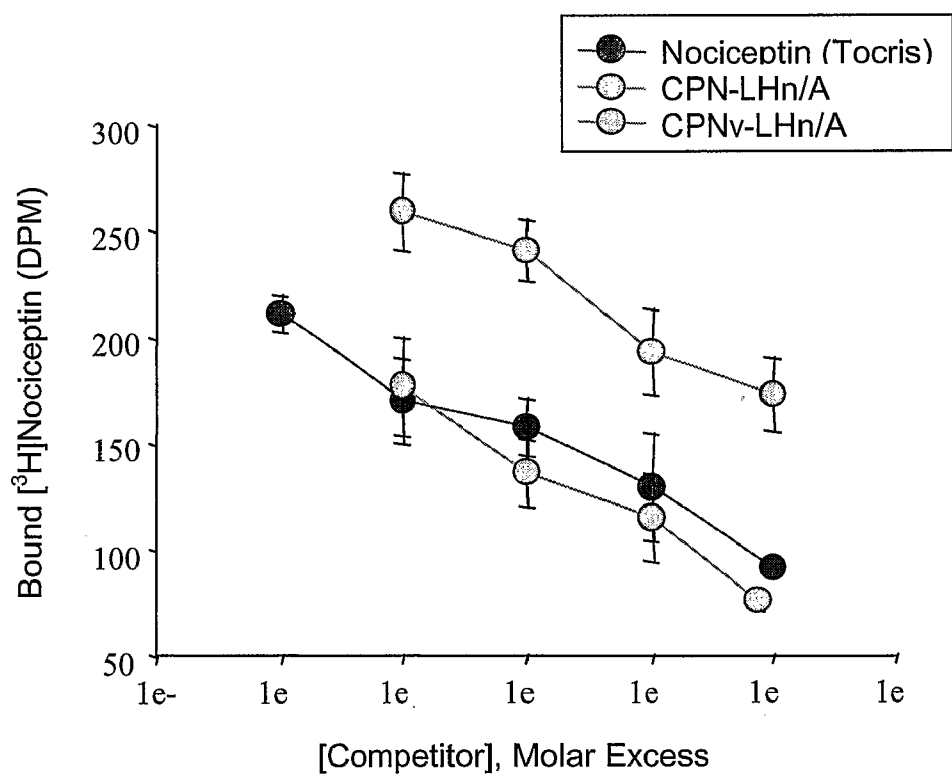 Nociceptin (Tocris)
CPN-LHn/A
CPNv-LHn/A
300
250
200
150
100
50
Bound [³H]Nociceptin (DPM)
1e- 1e 1e 1e 1e 1e 1e
[Competitor], Molar Excess